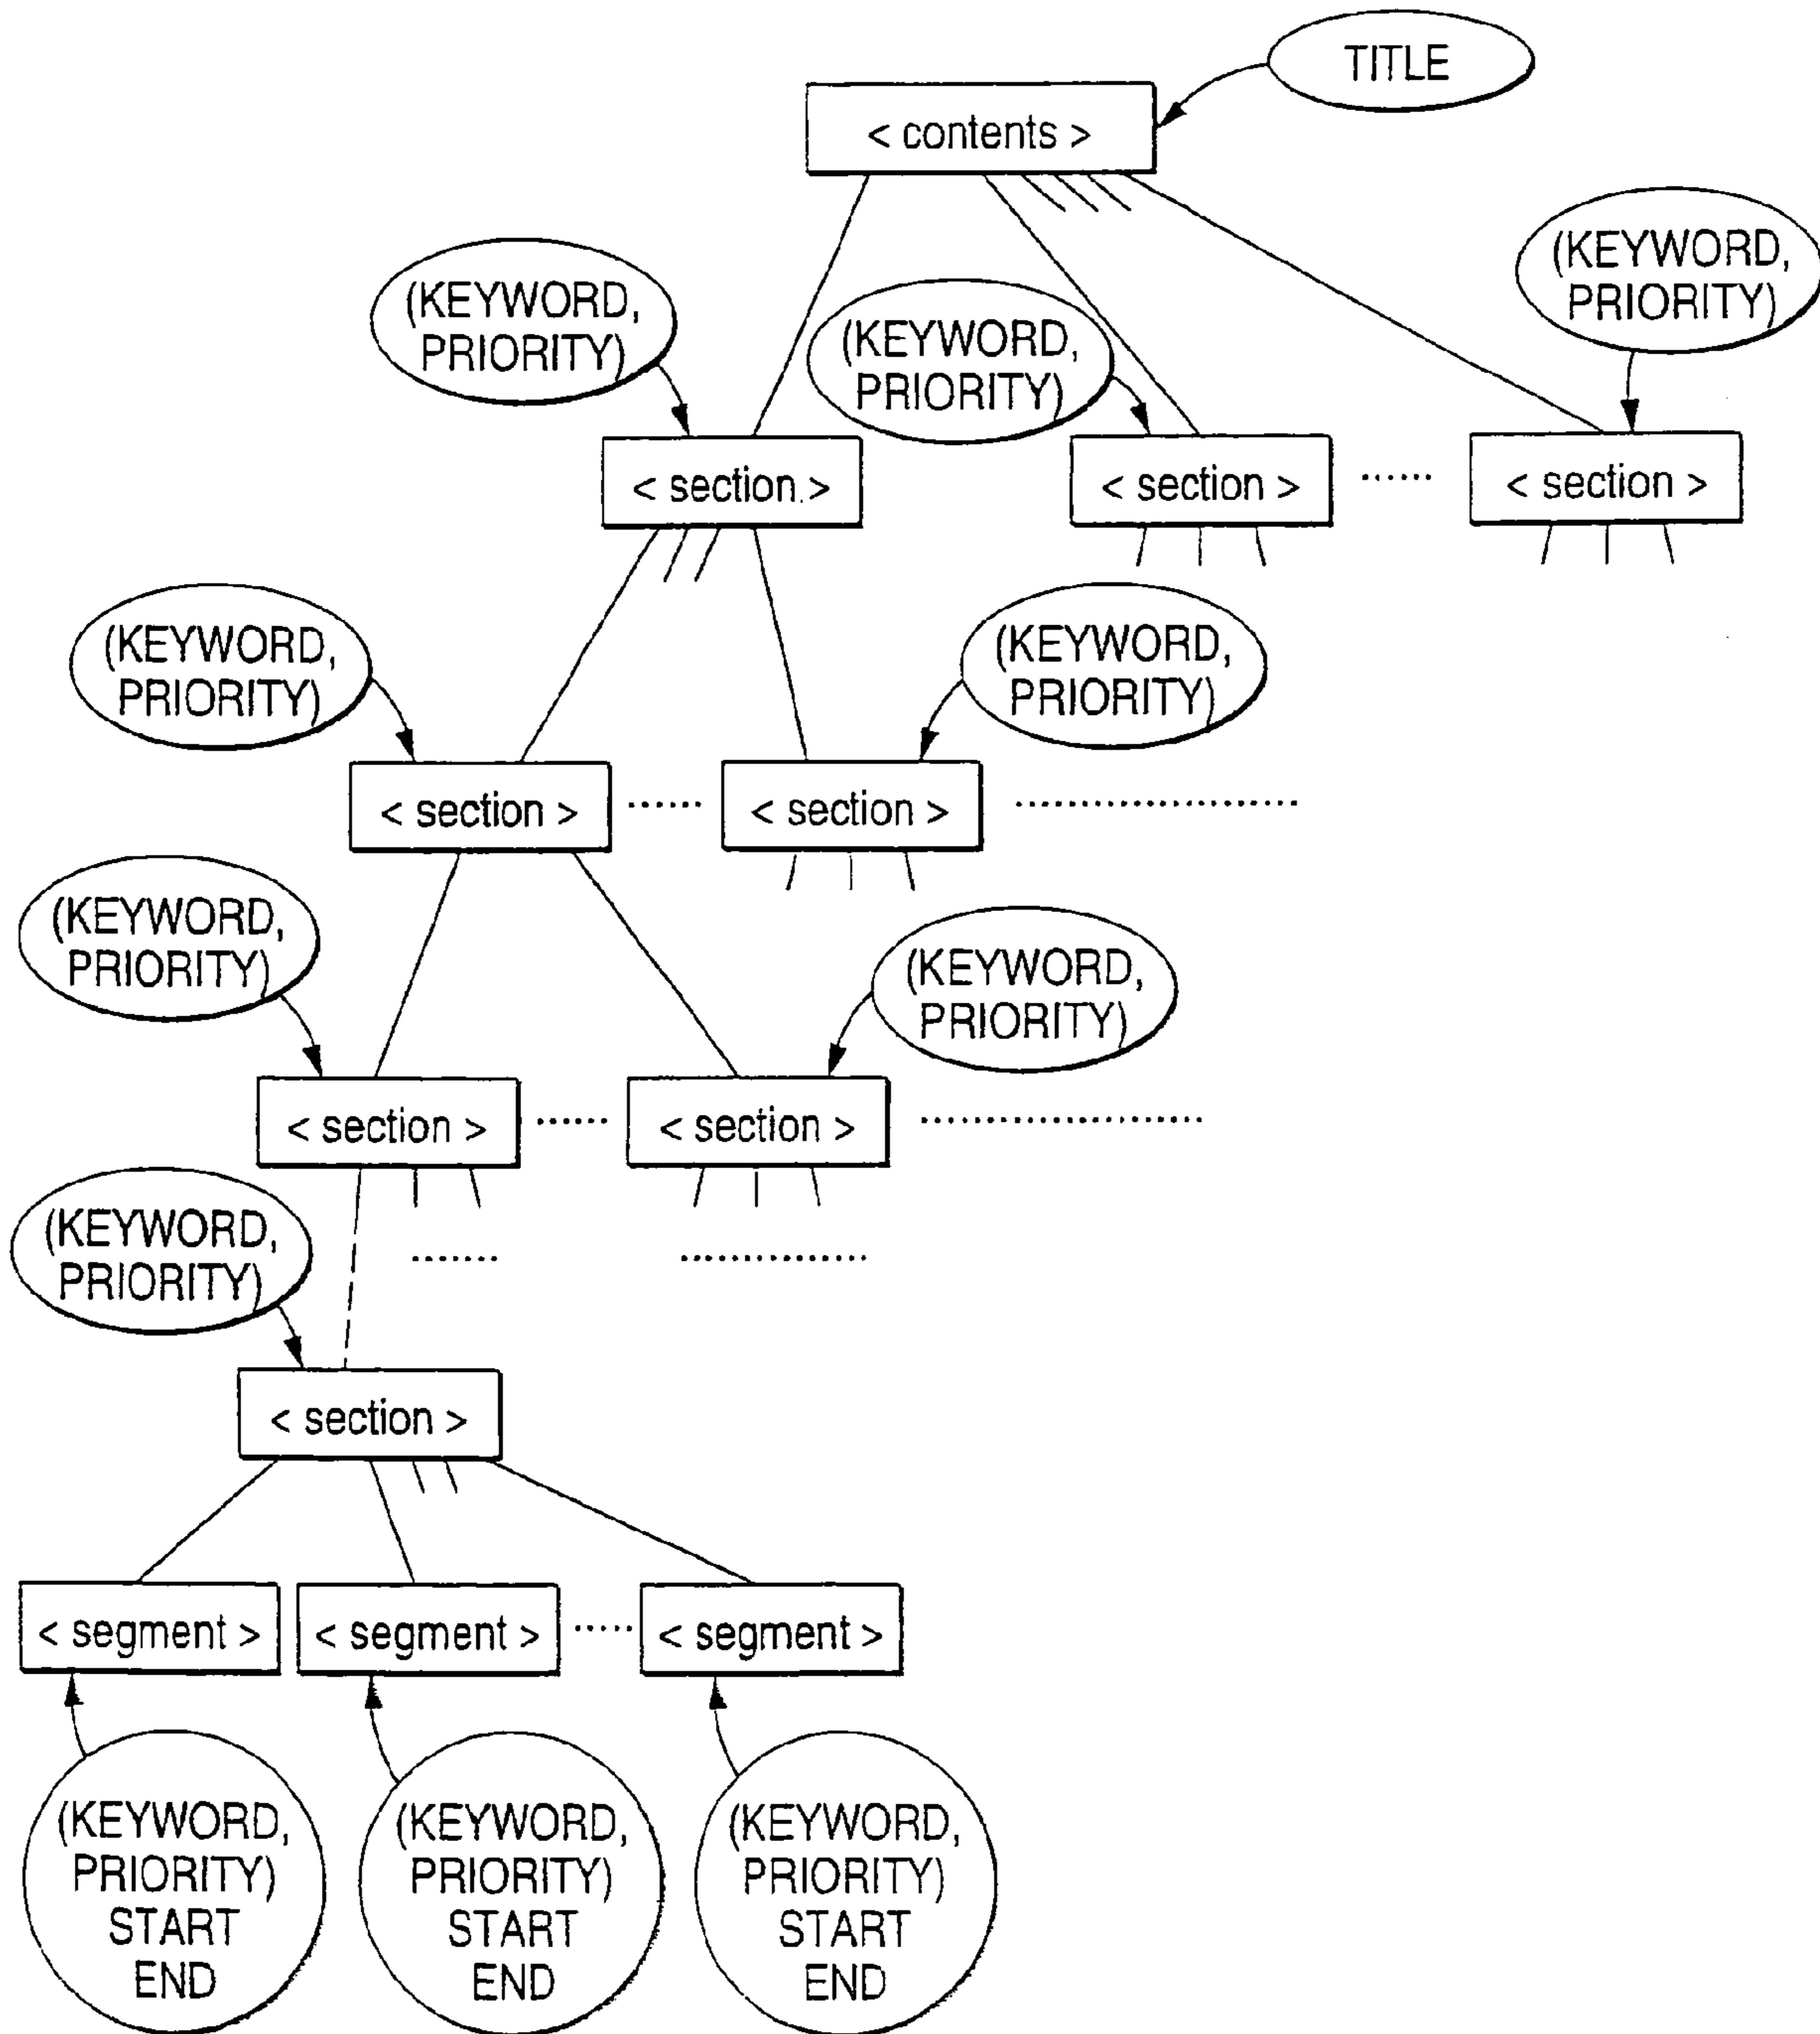 TITLE
< contents >
(KEYWORD,
PRIORITY)
(KEYWORD,
PRIORITY)
(KEYWORD,
PRIORITY)
< section >
< section >
< section >
(KEYWORD,
PRIORITY)
(KEYWORD,
PRIORITY)
< section >
< section >
(KEYWORD,
PRIORITY)
(KEYWORD,
PRIORITY)
< section >
< section >
(KEYWORD,
PRIORITY)
< section >
< segment >
< segment >
< segment >
(KEYWORD,
PRIORITY)
START
END
(KEYWORD,
PRIORITY)
START
END
(KEYWORD,
PRIORITY)
START
END